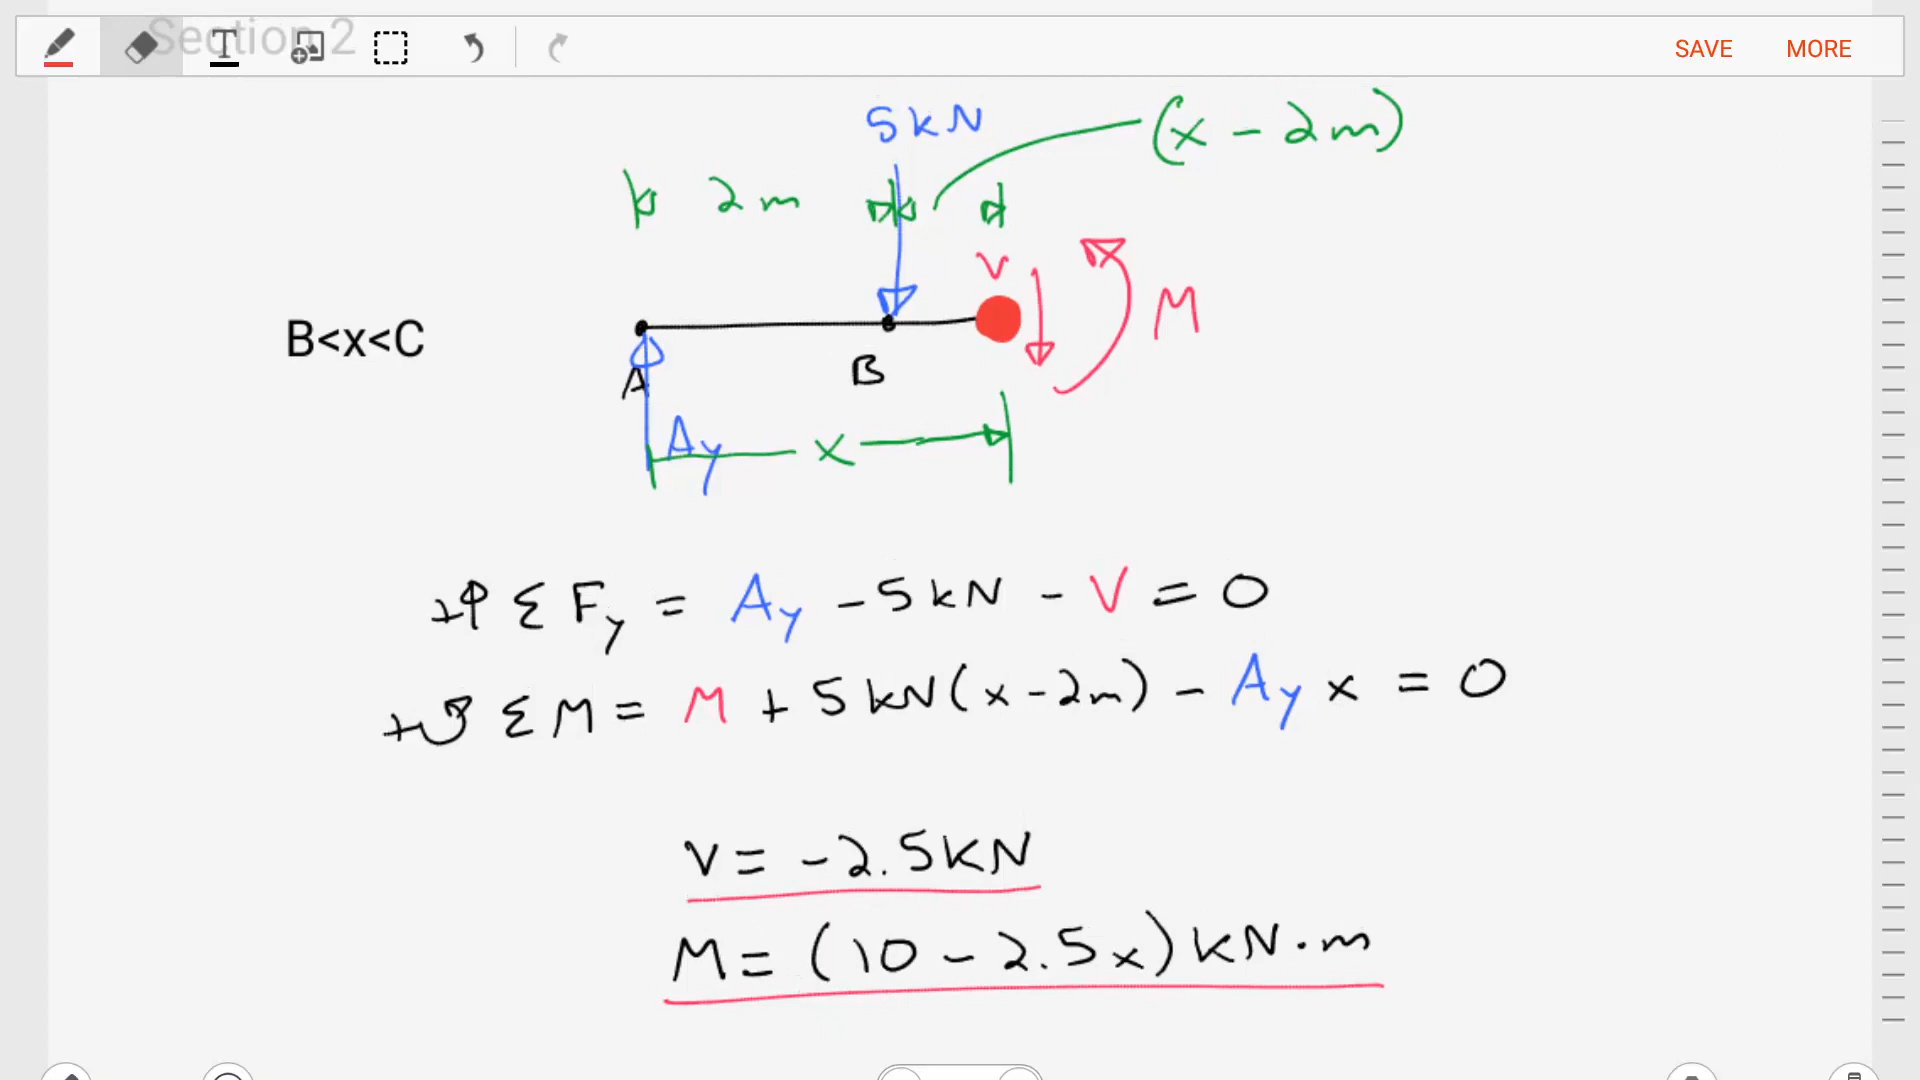 Section 2
SAVE MORE
5kN
(x - 2m)
2m
V
M
B<x<C
A
B
Ay
x
+↑ ΣFy = Ay - 5kN - V = 0
+↺ ΣM = M + 5kN(x-2m) - Ay x = 0
V = -2.5kN
M = (10 - 2.5x) kN·m